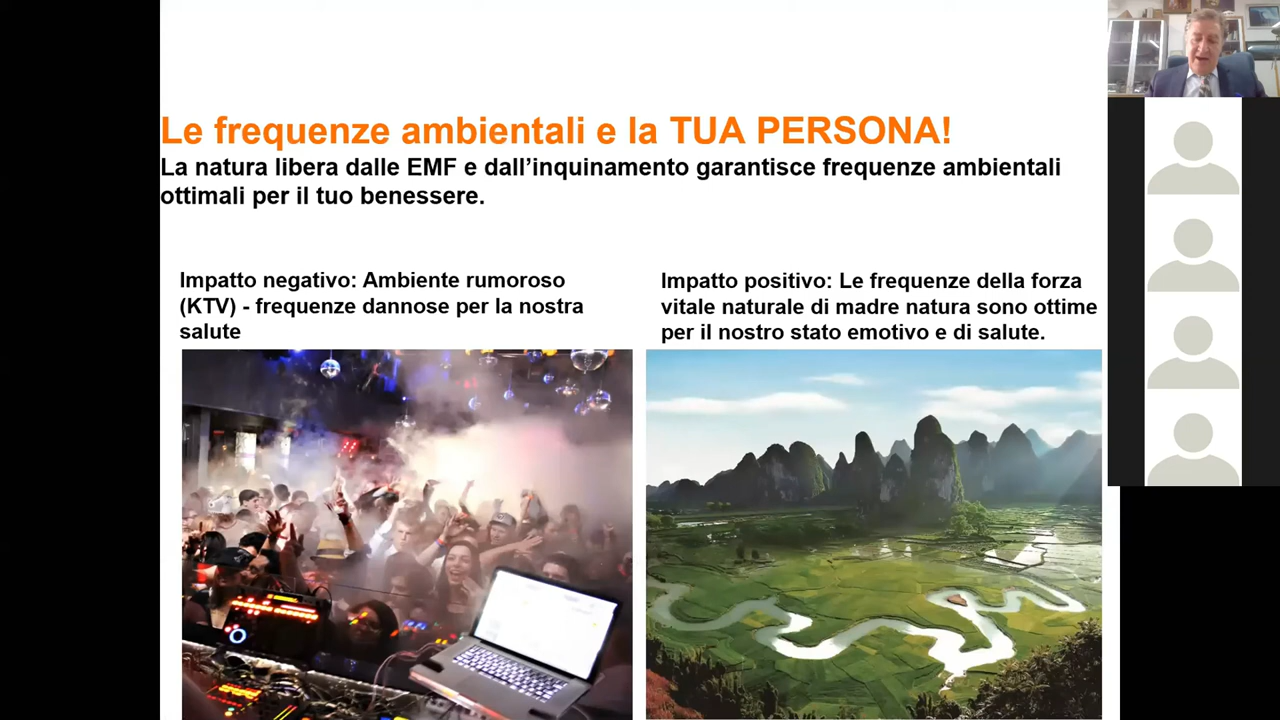 Le frequenze ambientali e la TUA PERSONA!
La natura libera dalle EMF e dall’inquinamento garantisce frequenze ambientali
ottimali per il tuo benessere.
Impatto negativo: Ambiente rumoroso
(KTV) - frequenze dannose per la nostra
salute
Impatto positivo: Le frequenze della forza
vitale naturale di madre natura sono ottime
per il nostro stato emotivo e di salute.